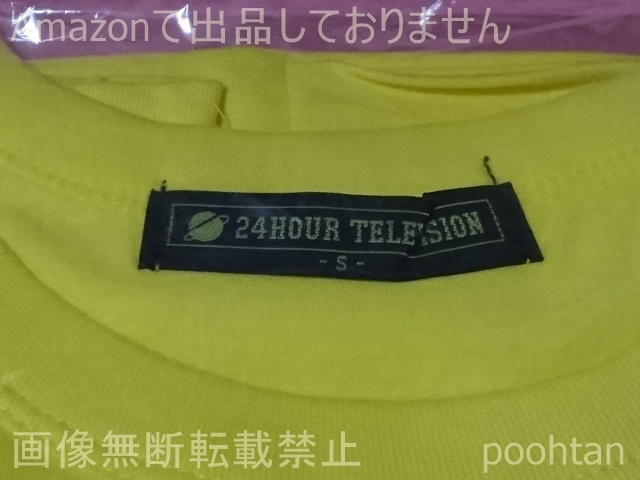 Amazonで出品しておりません
24HOUR TELEVISION
- S -
画像無断転載禁止
poohtan